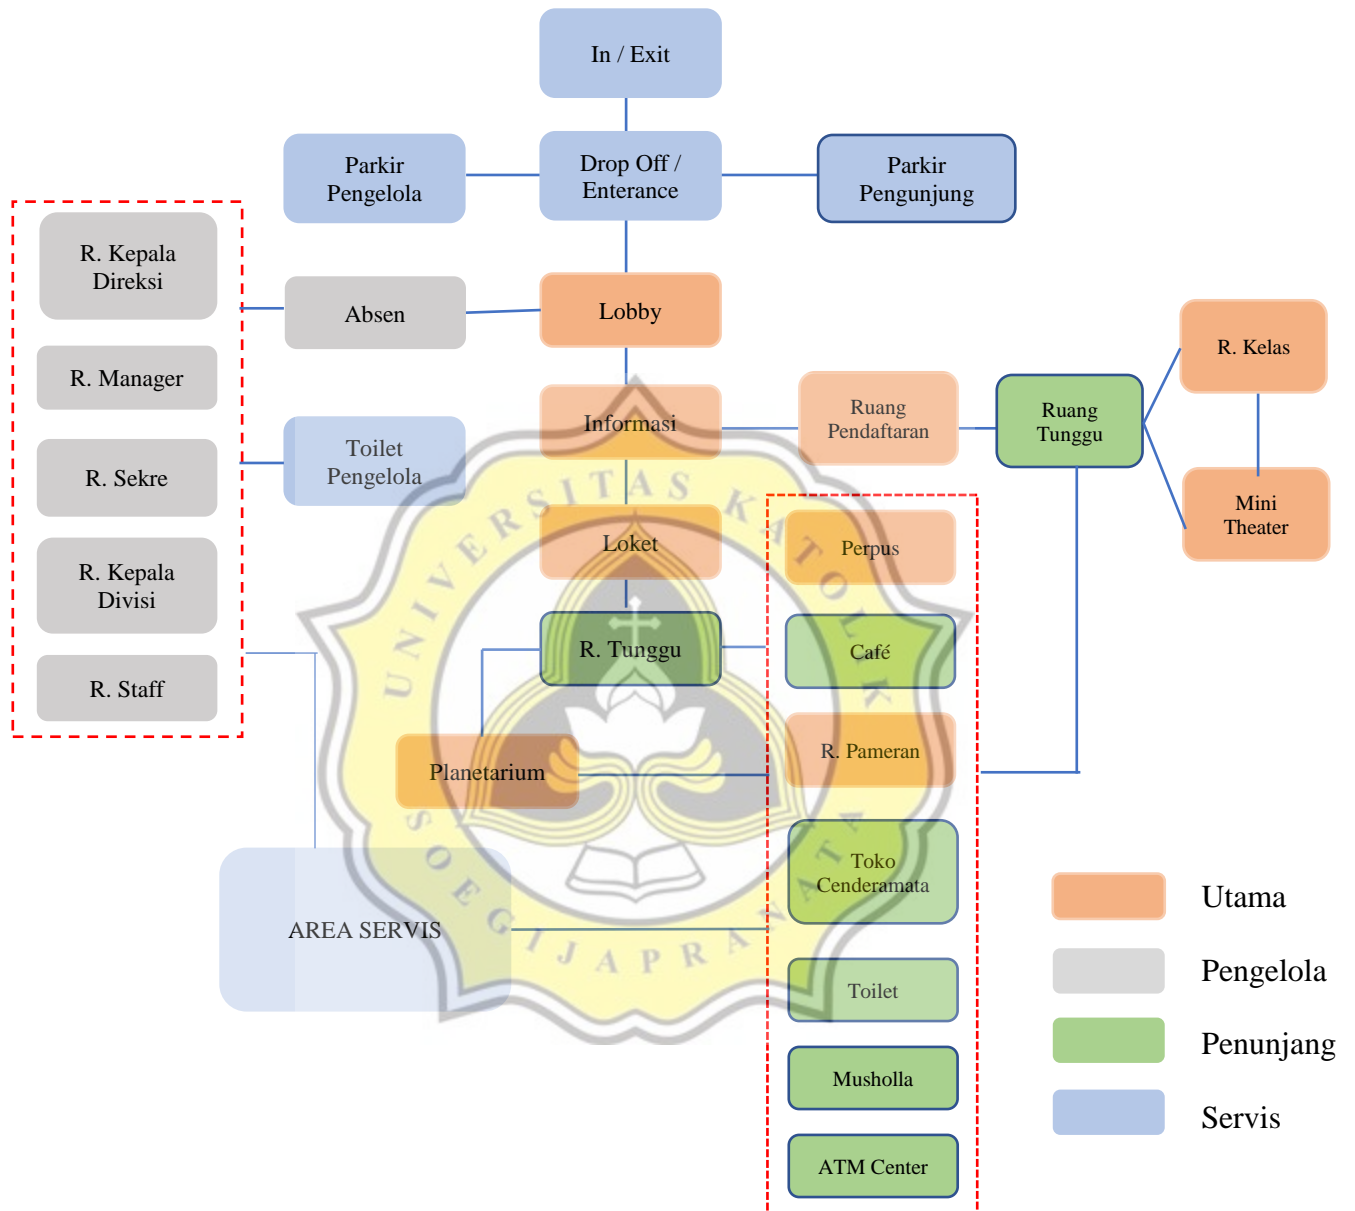 In / Exit
Parkir
Pengelola
Drop Off /
Enterance
Parkir
Pengunjung
R. Kepala
Direksi
Absen
Lobby
R. Kelas
R. Manager
Toilet
Pengelola
Informasi
Ruang
Pendaftaran
Ruang
Tunggu
R. Sekre
Loket
Perpus
Mini
Theater
R. Kepala
Divisi
R. Tunggu
Café
R. Staff
Planetarium
R. Pameran
Toko
Cenderamata
AREA SERVIS
Toilet
Musholla
ATM Center
Utama
Pengelola
Penunjang
Servis
UNIVERSITAS KATOLIK
SOEGIJAPRANATA